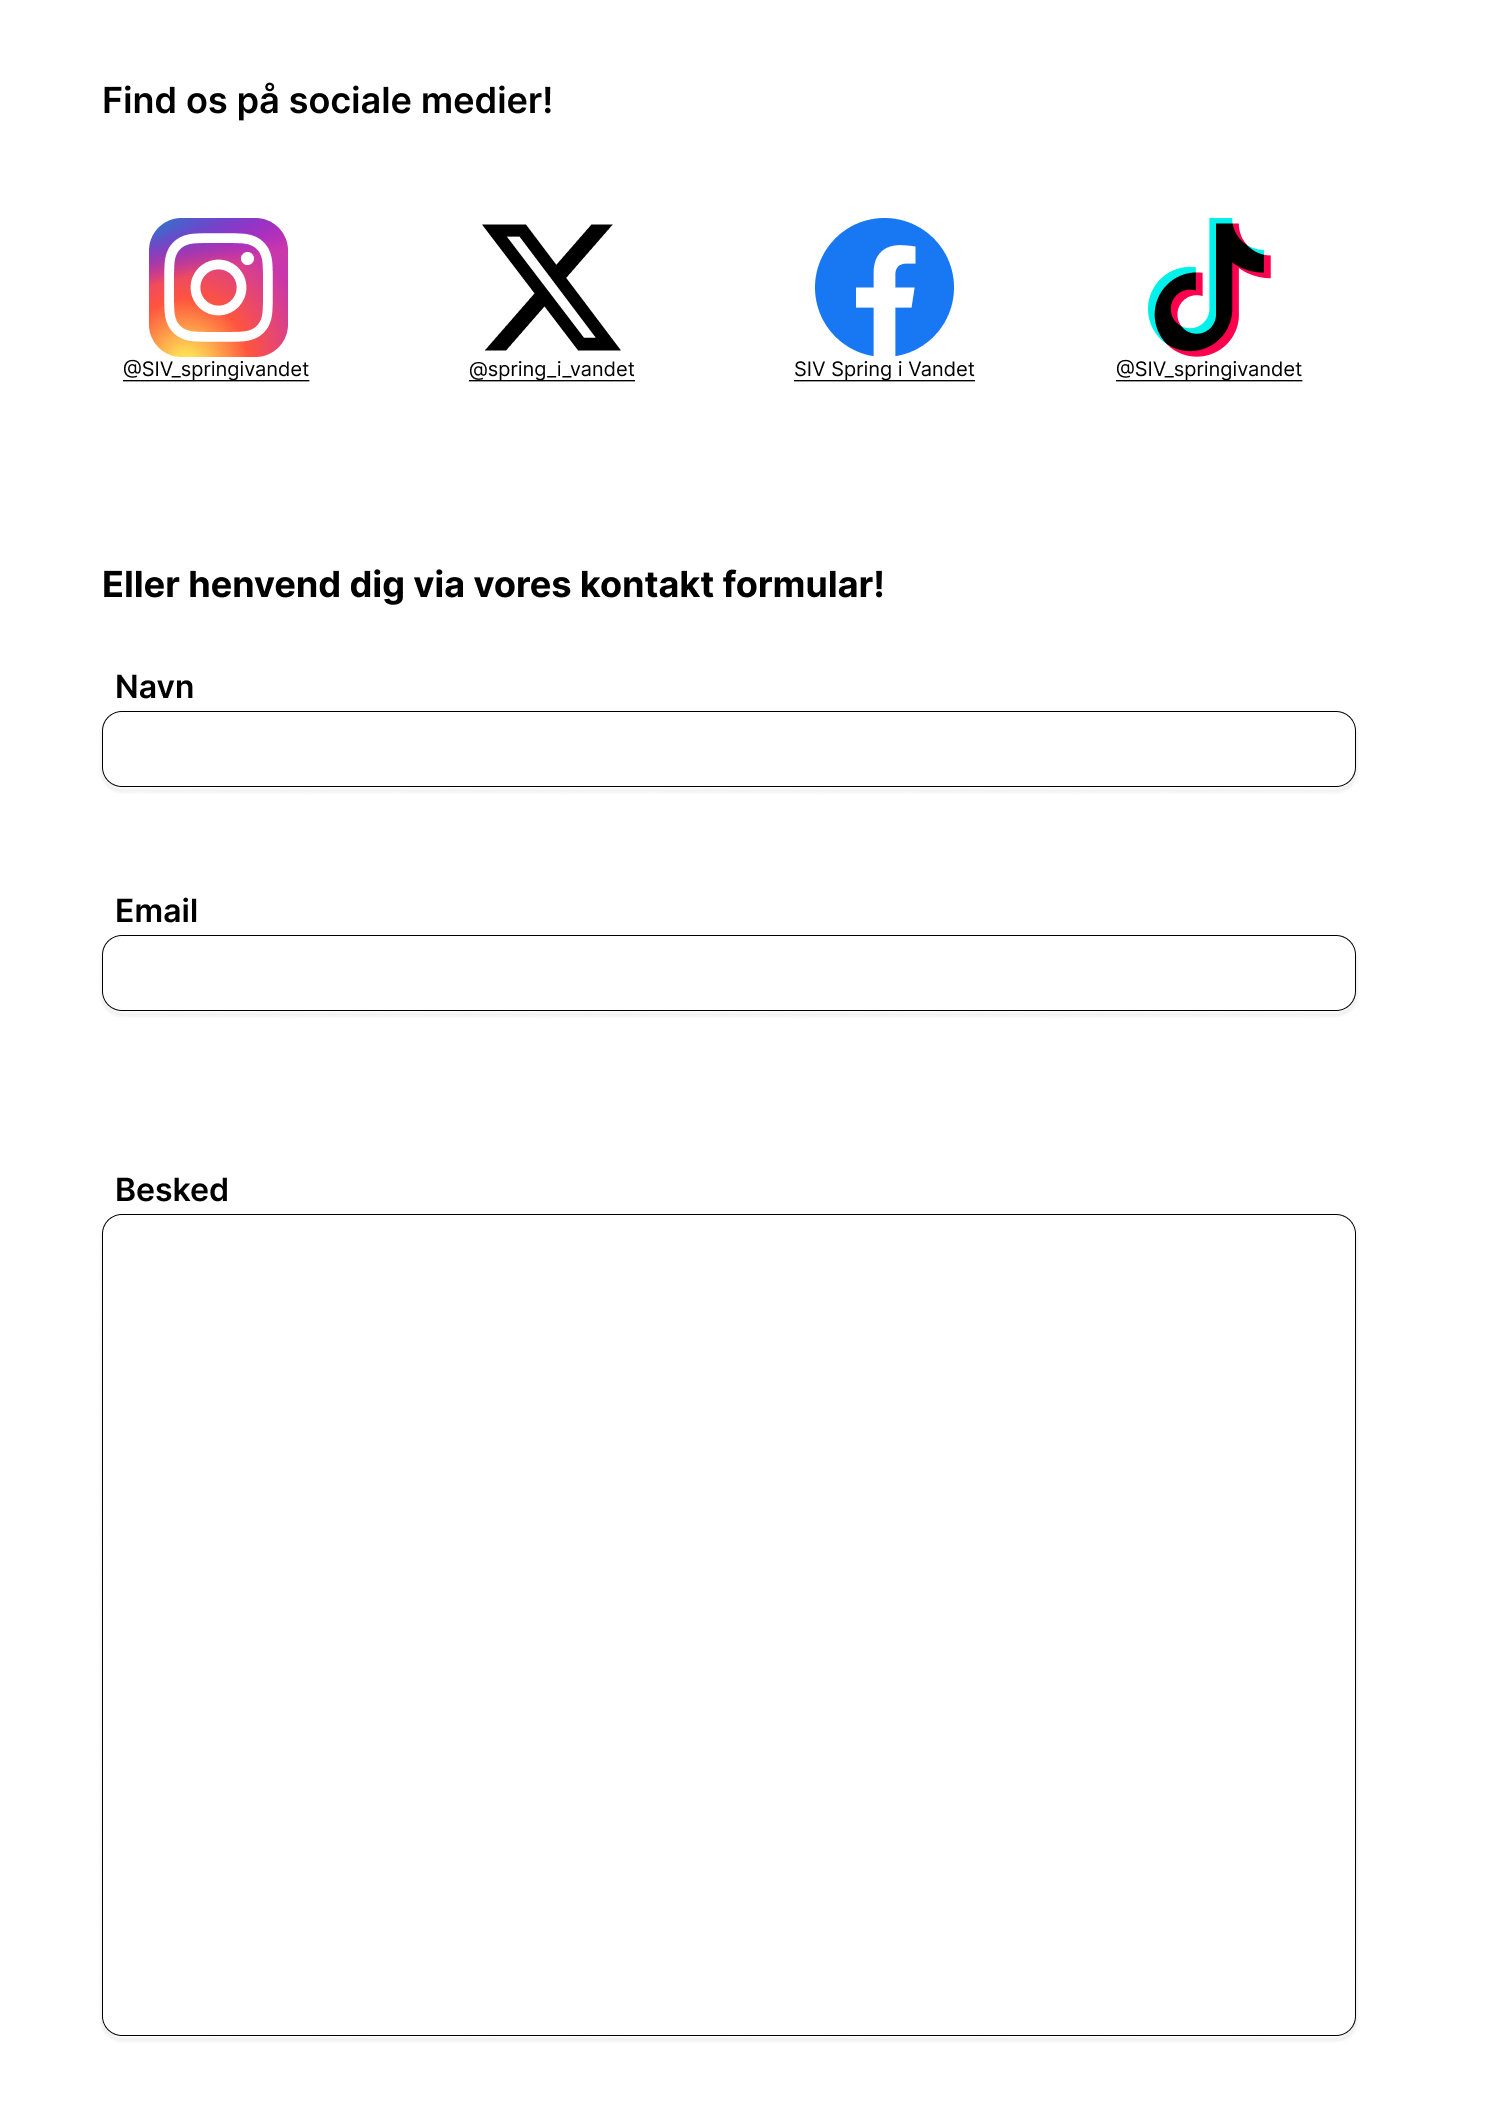 Find os på sociale medier!
@SIV_springivandet
@spring_i_vandet
SIV Spring i Vandet
@SIV_springivandet
Eller henvend dig via vores kontakt formular!
Navn
Email
Besked